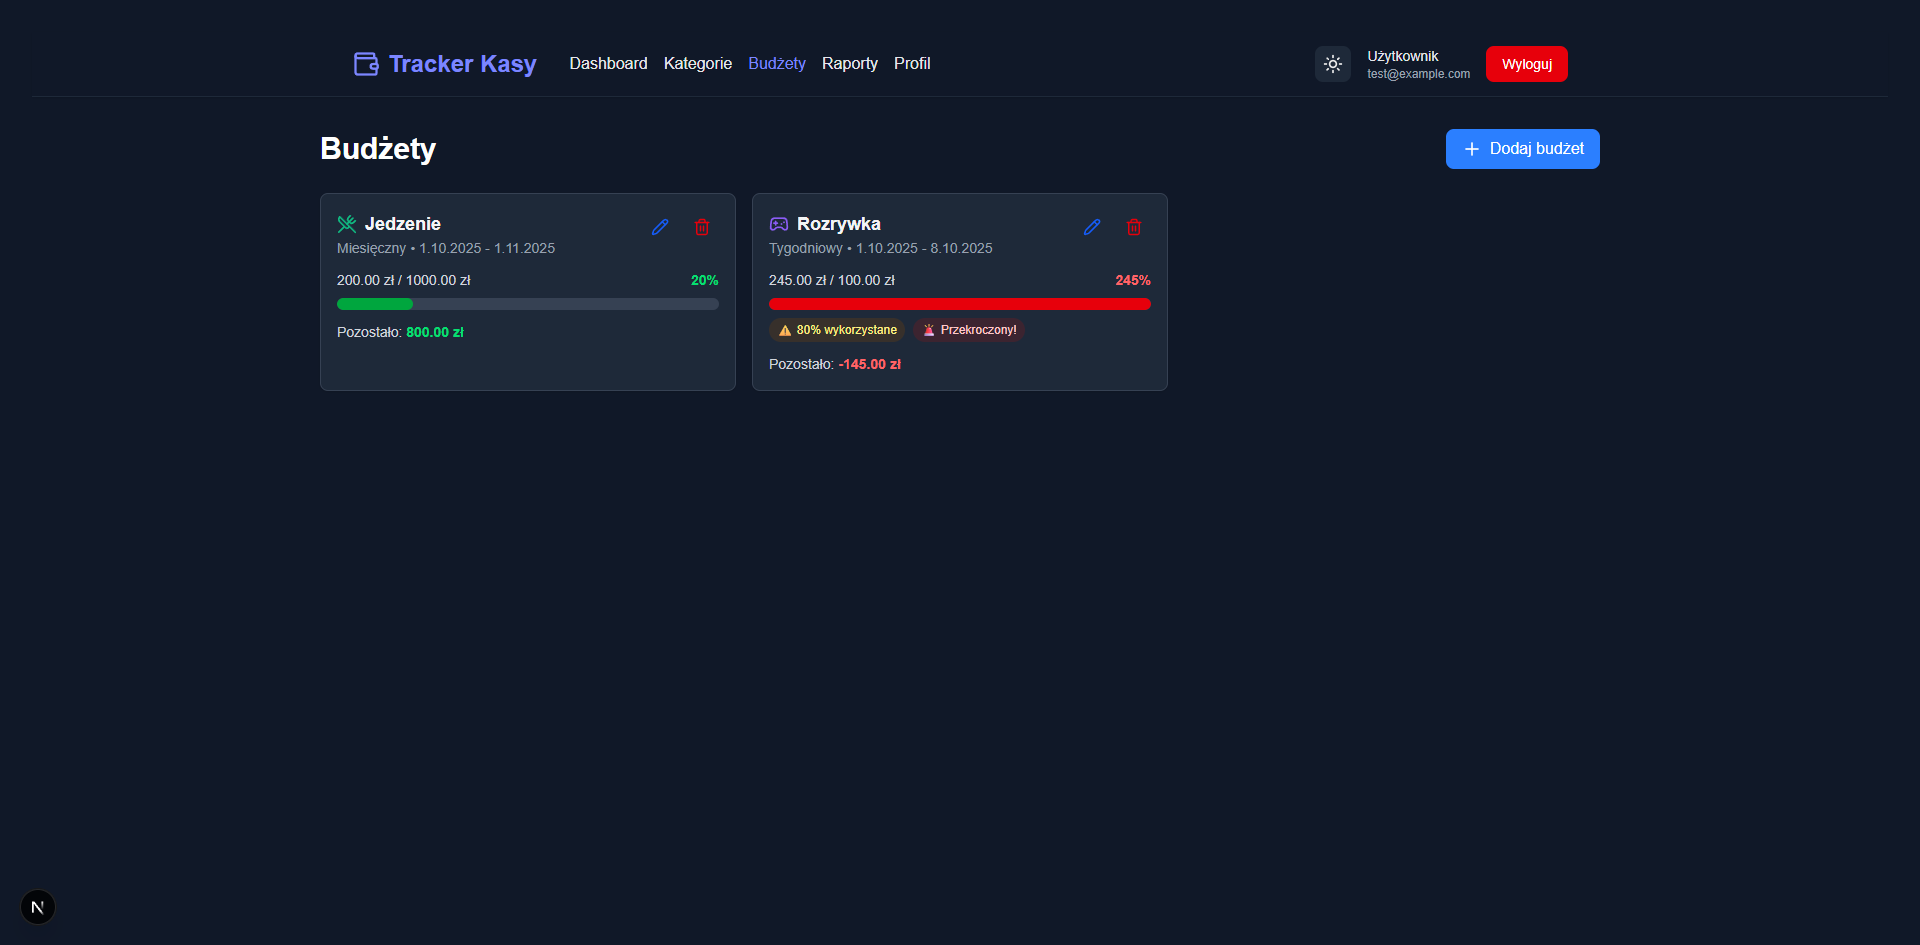 Tracker Kasy
Dashboard Kategorie Budżety Raporty Profil
Użytkownik
test@example.com
Wyloguj
Budżety
Dodaj budżet
Jedzenie
Miesięczny • 1.10.2025 - 1.11.2025
200.00 zł / 1000.00 zł 20%
Pozostało: 800.00 zł
Rozrywka
Tygodniowy • 1.10.2025 - 8.10.2025
245.00 zł / 100.00 zł 245%
⚠️ 80% wykorzystane 🚨 Przekroczony!
Pozostało: -145.00 zł
N